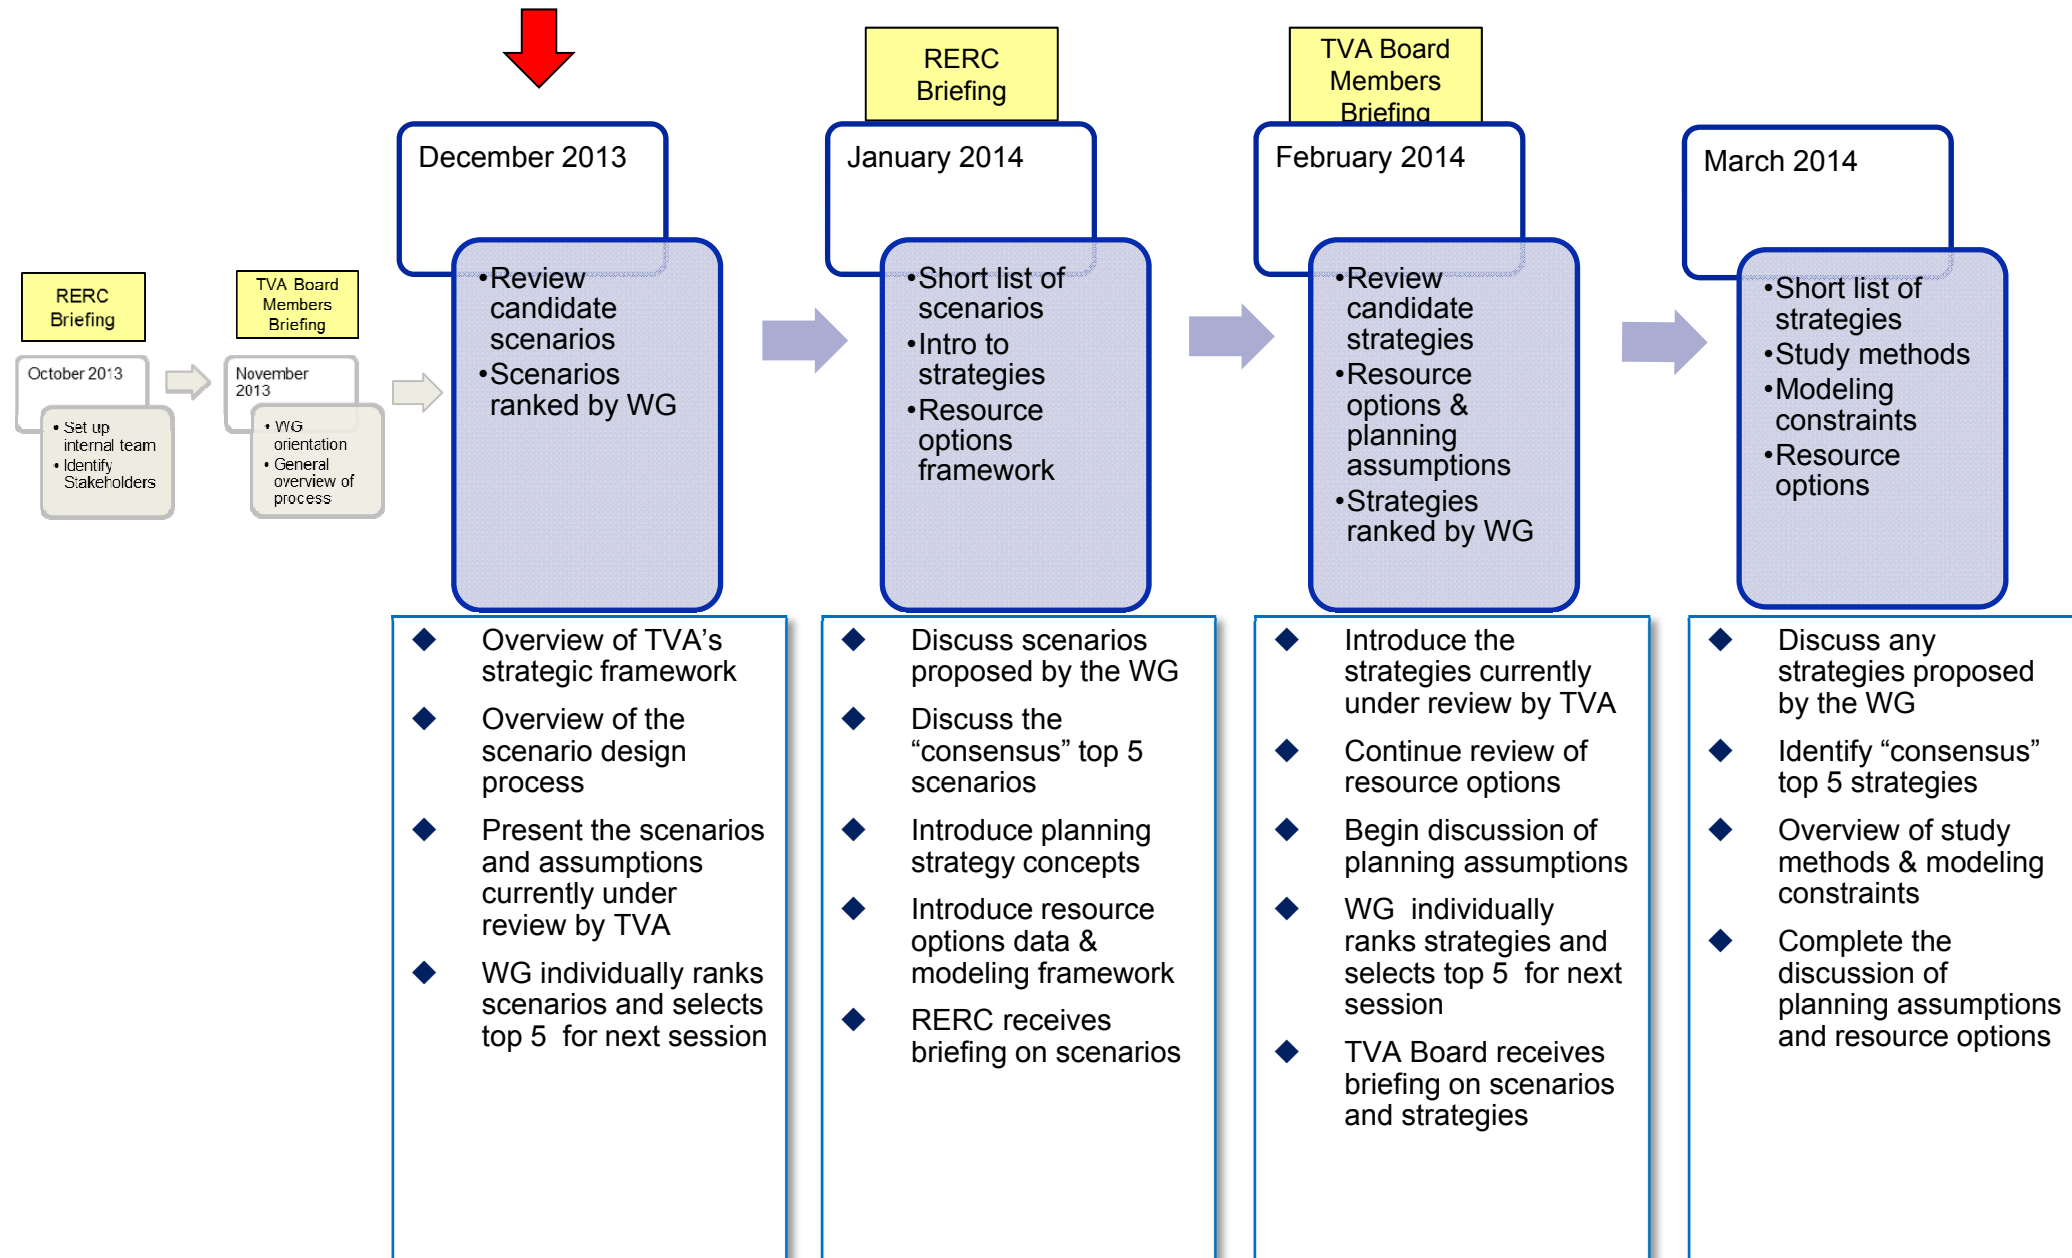 RERC
Briefing
October 2013
• Set up
internal team
• Identify
Stakeholders
TVA Board
Members
Briefing
November
2013
• WG
orientation
• General
overview of
process
December 2013
•Review
candidate
scenarios
•Scenarios
ranked by WG
◆ Overview of TVA’s
strategic framework
◆ Overview of the
scenario design
process
◆ Present the scenarios
and assumptions
currently under
review by TVA
◆ WG individually ranks
scenarios and selects
top 5 for next session
RERC
Briefing
January 2014
•Short list of
scenarios
•Intro to
strategies
•Resource
options
framework
◆ Discuss scenarios
proposed by the WG
◆ Discuss the
“consensus” top 5
scenarios
◆ Introduce planning
strategy concepts
◆ Introduce resource
options data &
modeling framework
◆ RERC receives
briefing on scenarios
TVA Board
Members
Briefing
February 2014
•Review
candidate
strategies
•Resource
options &
planning
assumptions
•Strategies
ranked by WG
◆ Introduce the
strategies currently
under review by TVA
◆ Continue review of
resource options
◆ Begin discussion of
planning assumptions
◆ WG individually
ranks strategies and
selects top 5 for next
session
◆ TVA Board receives
briefing on scenarios
and strategies
March 2014
•Short list of
strategies
•Study methods
•Modeling
constraints
•Resource
options
◆ Discuss any
strategies proposed
by the WG
◆ Identify “consensus”
top 5 strategies
◆ Overview of study
methods & modeling
constraints
◆ Complete the
discussion of
planning assumptions
and resource options